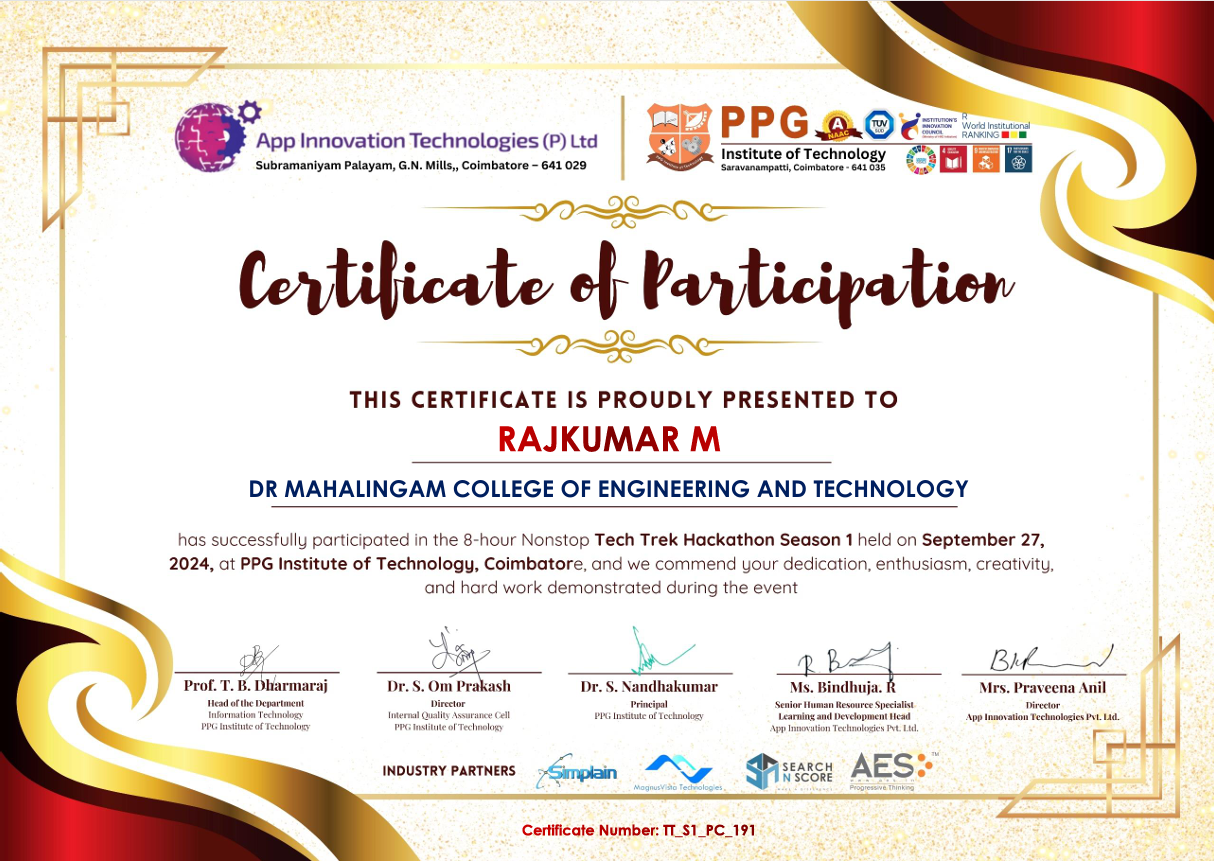 App Innovation Technologies (P) Ltd
Subramaniyam Palayam, G.N. Mills,, Coimbatore – 641 029
PPG
Institute of Technology
Saravanampatti, Coimbatore - 641 035
A
NAAC
TÜV
SÜD
INSTITUTION'S
INNOVATION
COUNCIL
R
World Institutional
RANKING
4
9
17
Certificate of Participation
THIS CERTIFICATE IS PROUDLY PRESENTED TO
RAJKUMAR M
DR MAHALINGAM COLLEGE OF ENGINEERING AND TECHNOLOGY
has successfully participated in the 8-hour Nonstop Tech Trek Hackathon Season 1 held on September 27,
2024, at PPG Institute of Technology, Coimbatore, and we commend your dedication, enthusiasm, creativity,
and hard work demonstrated during the event
Prof. T. B. Dharmaraj
Head of the Department
Information Technology
PPG Institute of Technology
Dr. S. Om Prakash
Director
Internal Quality Assurance Cell
PPG Institute of Technology
Dr. S. Nandhakumar
Principal
PPG Institute of Technology
Ms. Bindhuja. R
Senior Human Resource Specialist
Learning and Development Head
App Innovation Technologies Pvt. Ltd.
Mrs. Praveena Anil
Director
App Innovation Technologies Pvt. Ltd.
INDUSTRY PARTNERS
Simplain
MagnusVista Technologies
SEARCH
N SCORE
AES
TM
Progressive Thinking
Certificate Number: TT_S1_PC_191